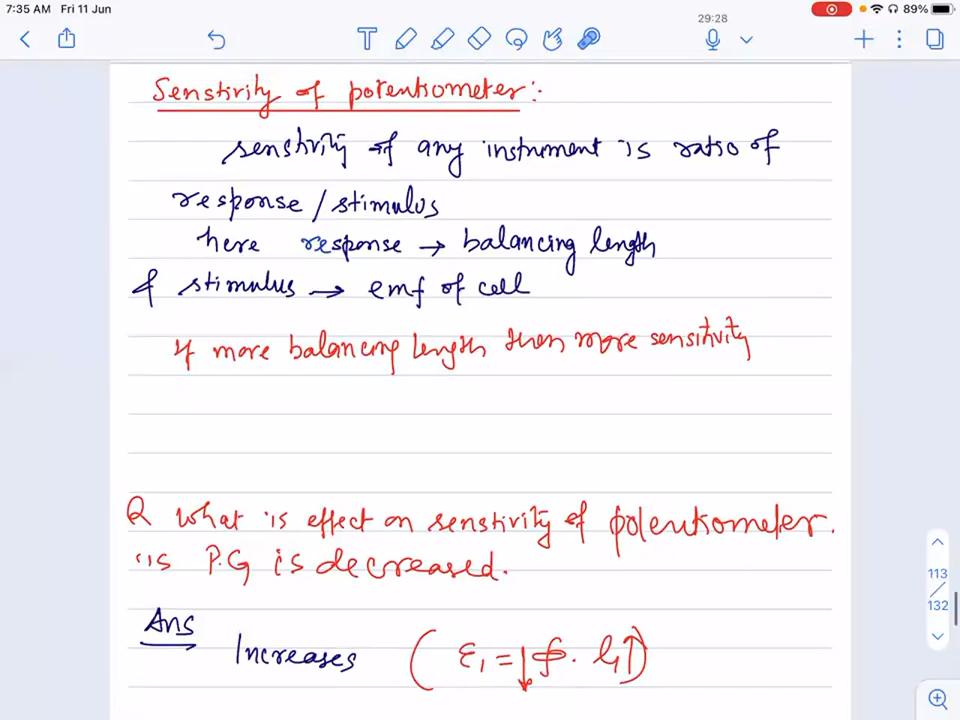 7:35 AM Fri 11 Jun
89%
29:28
Senstivity of potentiometer:
senstivity of any instrument is ratio of
response/stimulus
here response → balancing length
& stimulus → emf of cell
If more balancing length then more sensitivity
Q What is effect on senstivity of potentiometer.
is P.G is decreased.
Ans
Increases ( ε₁ = ↓ϕ. l₁↑)
113
132